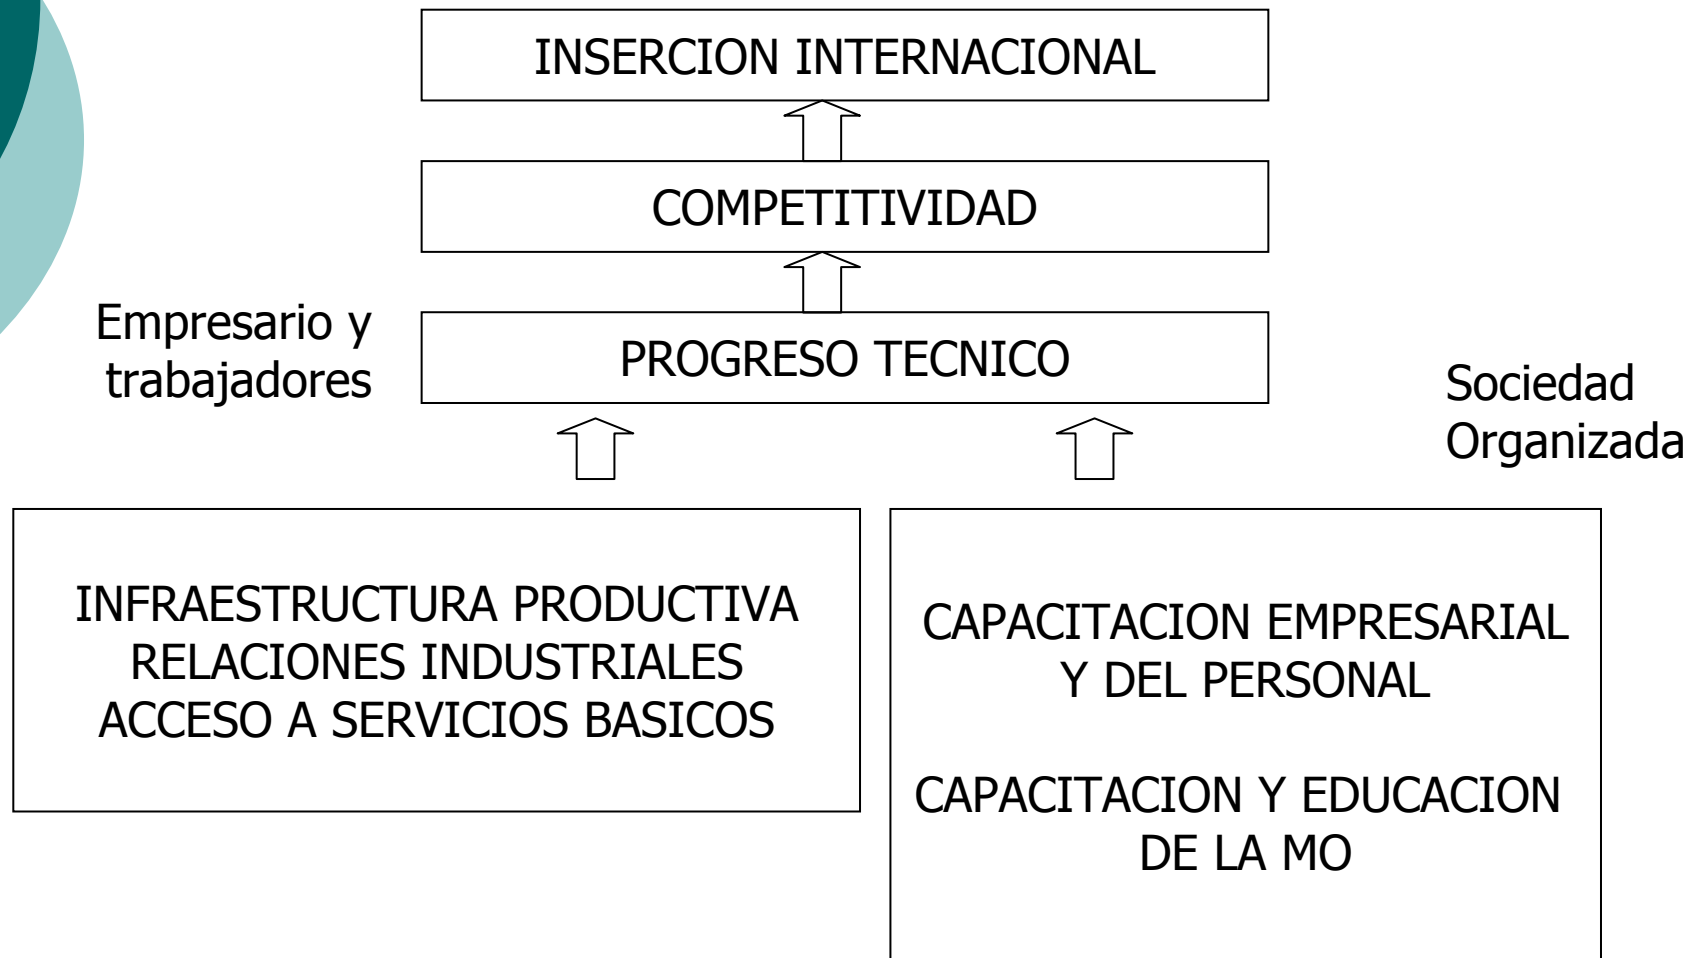 INSERCION INTERNACIONAL
COMPETITIVIDAD
Empresario y
trabajadores
PROGRESO TECNICO
Sociedad
Organizada
INFRAESTRUCTURA PRODUCTIVA
RELACIONES INDUSTRIALES
ACCESO A SERVICIOS BASICOS
CAPACITACION EMPRESARIAL
Y DEL PERSONAL
CAPACITACION Y EDUCACION
DE LA MO